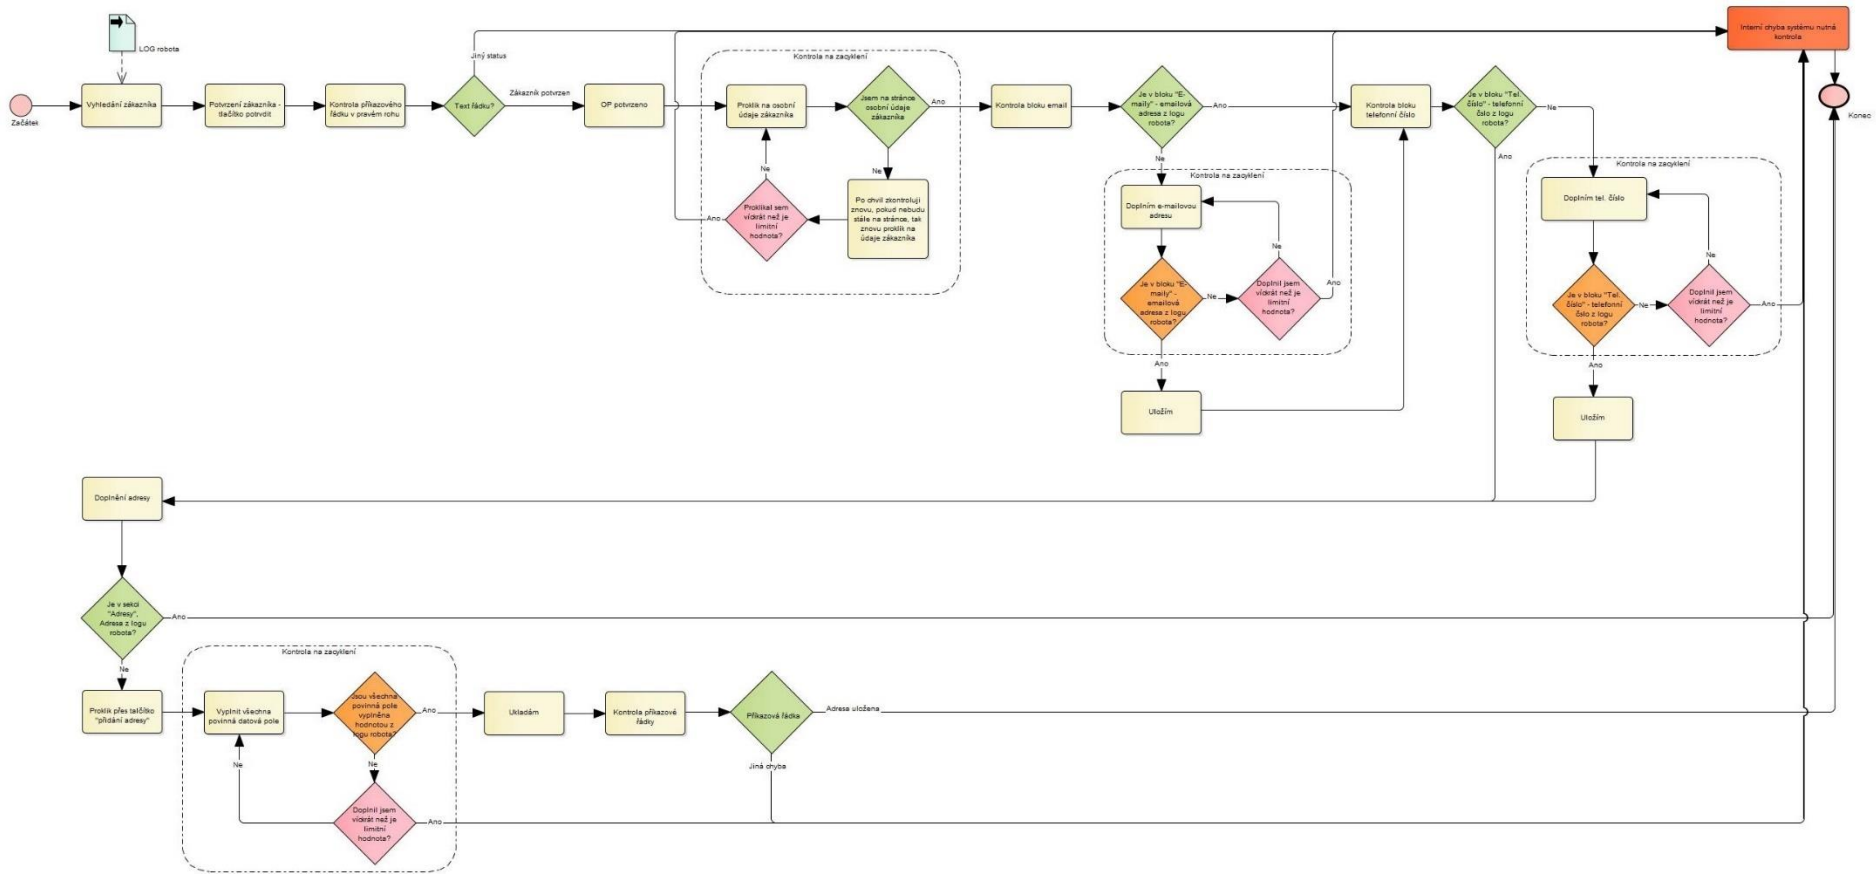 LOG robota
Začátek
Vyhledání zákazníka
Potvrzení zákazníka -
tlačítko potvrdit
Kontrola příkazového
řádku v pravém rohu
Text řádku?
Jiný status
Zákazník potvrzen
OP potvrzeno
Kontrola na zacyklení
Proklik na osobní
údaje zákazníka
Jsem na stránce
osobní údaje
zákazníka
Ano
Ne
Po chvíl zkontroluji
znovu, pokud nebudu
stále na stránce, tak
znovu proklik na
údaje zákazníka
Proklikal sem
víckrát než je
limitní
hodnota?
Ne
Ano
Kontrola bloku email
Je v bloku "E-
maily" - emailová
adresa z logu
robota?
Ano
Ne
Kontrola na zacyklení
Doplním e-mailovou
adresu
Je v bloku "E-
maily" -
emailová
adresa z logu
robota?
Ne
Doplnil jsem
víckrát než je
limitní
hodnota?
Ne
Ano
Ano
Uložím
Kontrola bloku
telefonní číslo
Je v bloku "Tel.
číslo" - telefonní
čslo z logu
robota?
Ne
Ano
Kontrola na zacyklení
Doplním tel. číslo
Je v bloku "Tel.
číslo" - telefonní
čslo z logu
robota?
Ne
Doplnil jsem
víckrát než je
limitní
hodnota?
Ne
Ano
Ano
Uložím
Interní chyba systému nutná
kontrola
Konec
Doplnění adresy
Je v sekci
"Adresy",
Adresa z logu
robota?
Ano
Ne
Proklik přes talčítko
"přidání adresy"
Kontrola na zacyklení
Vyplnit všechna
povinná datová pole
Jsou všechna
povinná pole
vyplněna
hodnotou z
logu robota?
Ano
Ne
Doplnil jsem
víckrát než je
limitní
hodnota?
Ne
Ano
Ukládám
Kontrola příkazové
řádky
Příkazová řádka
Adresa uložena
Jiná chyba